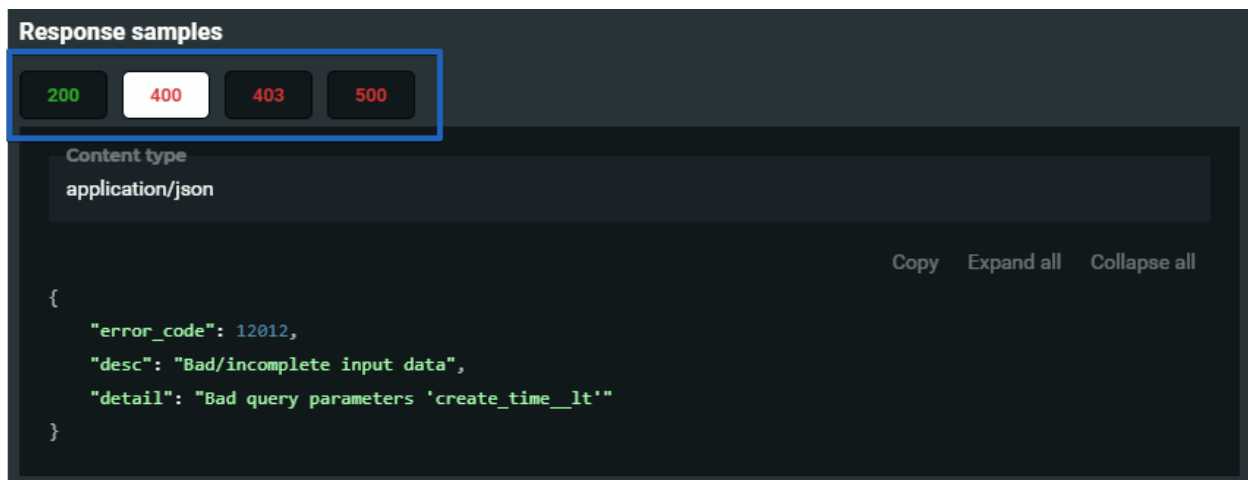 Response samples
200 400 403 500
Content type
application/json
Copy Expand all Collapse all
{
"error_code": 12012,
"desc": "Bad/incomplete input data",
"detail": "Bad query parameters 'create_time__lt'"
}